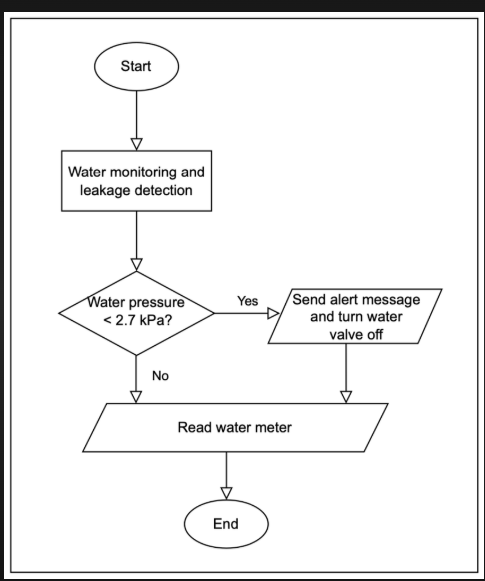 Start
Water monitoring and
leakage detection
Water pressure
< 2.7 kPa?
Yes
Send alert message
and turn water
valve off
No
Read water meter
End